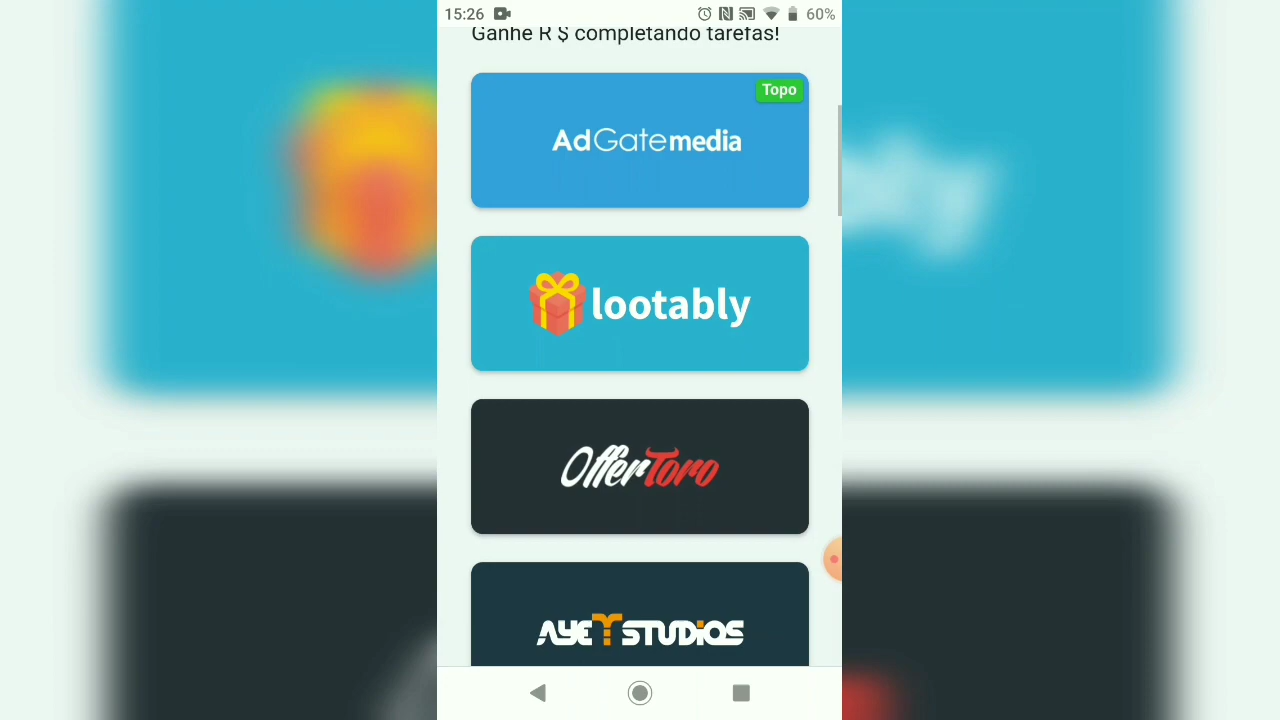 15:26
60%
Ganhe R $ completando tarefas!
Topo
AdGatemedia
lootably
OfferToro
AYETSTUDIOS